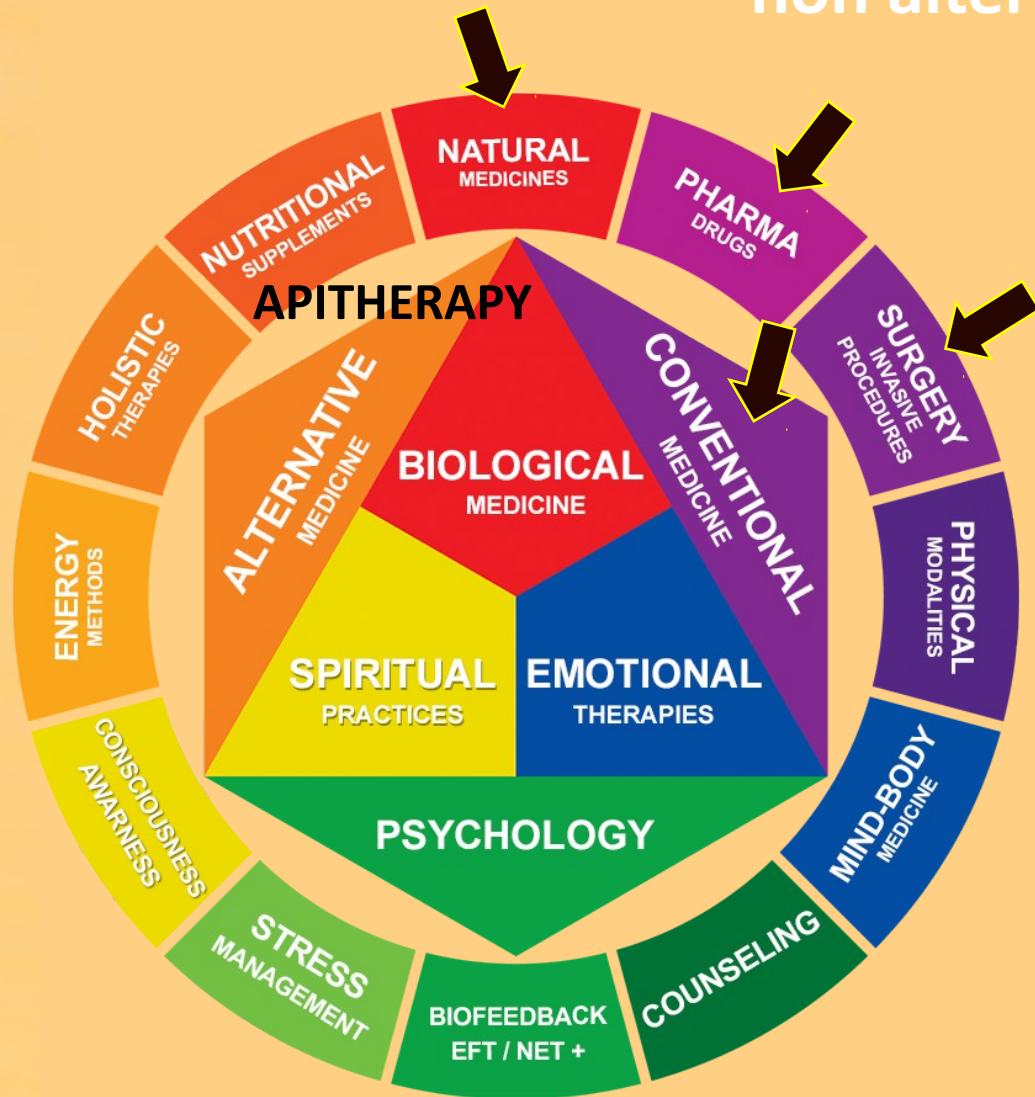 non alter
NATURAL
MEDICINES
PHARMA
DRUGS
SURGERY
INVASIVE
PROCEDURES
PHYSICAL
MODALITIES
MIND-BODY
MEDICINE
COUNSELING
BIOFEEDBACK
EFT / NET +
STRESS
MANAGEMENT
CONSCIOUSNESS
AWARNESS
ENERGY
METHODS
HOLISTIC
THERAPIES
NUTRITIONAL
SUPPLEMENTS
APITHERAPY
ALTERNATIVE
MEDICINE
BIOLOGICAL
MEDICINE
CONVENTIONAL
MEDICINE
SPIRITUAL
PRACTICES
EMOTIONAL
THERAPIES
PSYCHOLOGY